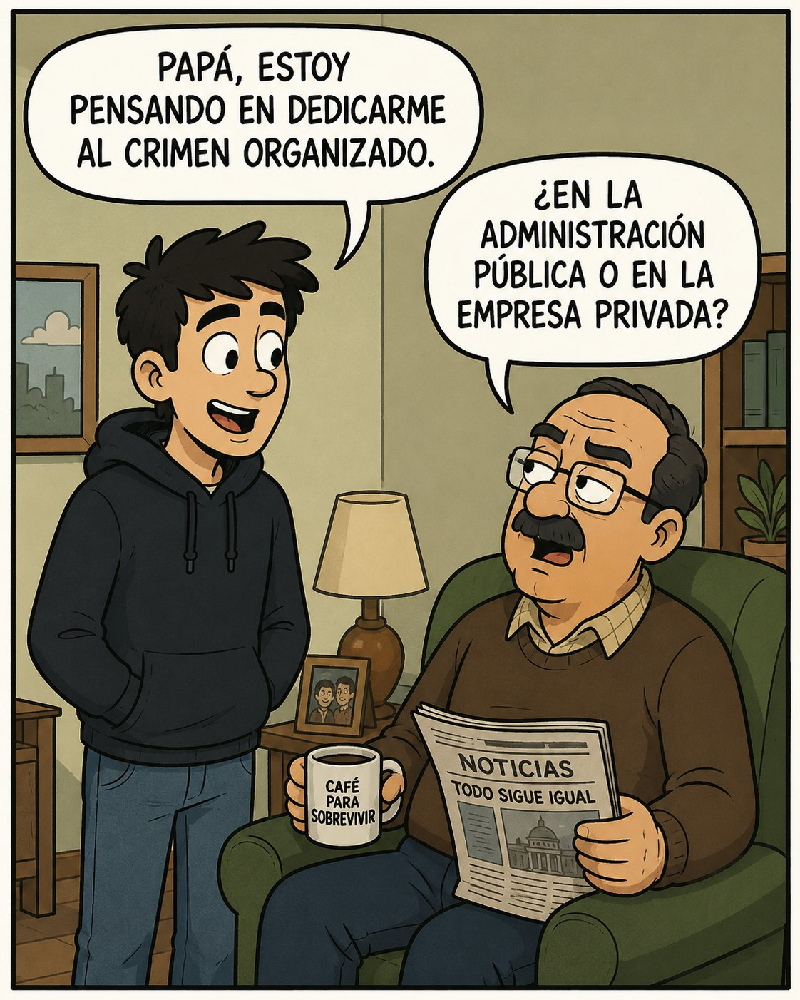 PAPÁ, ESTOY
PENSANDO EN DEDICARME
AL CRIMEN ORGANIZADO.
¿EN LA
ADMINISTRACIÓN
PÚBLICA O EN LA
EMPRESA PRIVADA?
CAFÉ
PARA
SOBREVIVIR
NOTICIAS
TODO SIGUE IGUAL